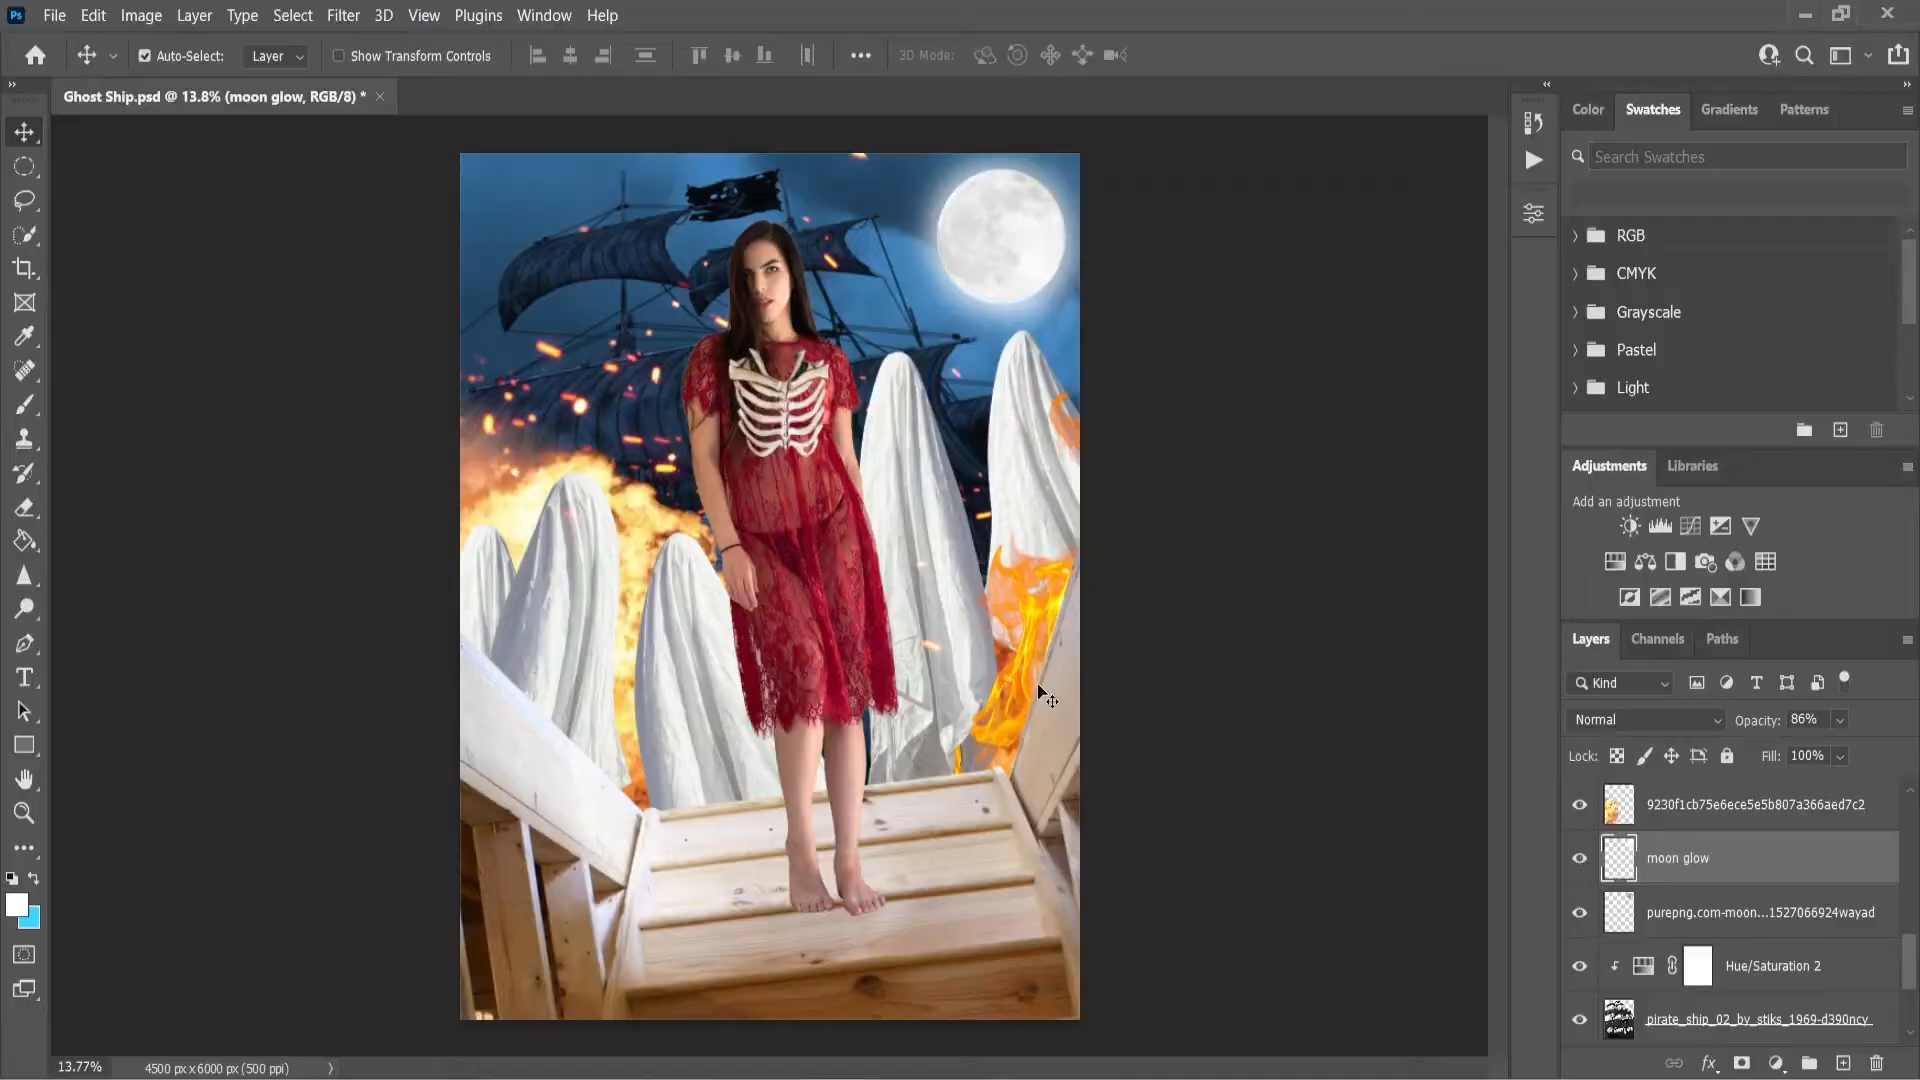 Ps File Edit Image Layer Type Select Filter 3D View Plugins Window Help
Auto-Select: Layer Show Transform Controls 3D Mode:
Ghost Ship.psd @ 13.8% (moon glow, RGB/8) *
Color Swatches Gradients Patterns
Search Swatches
RGB
CMYK
Grayscale
Pastel
Light
Adjustments Libraries
Add an adjustment
Layers Channels Paths
Kind
Normal Opacity: 86%
Lock: Fill: 100%
9230f1cb75e6ece5e5b807a366aed7c2
moon glow
purepng.com-moon...1527066924wayad
Hue/Saturation 2
pirate_ship_02_by_stiks_1969-d390ncy
13.77% 4500 px x 6000 px (500 ppi)